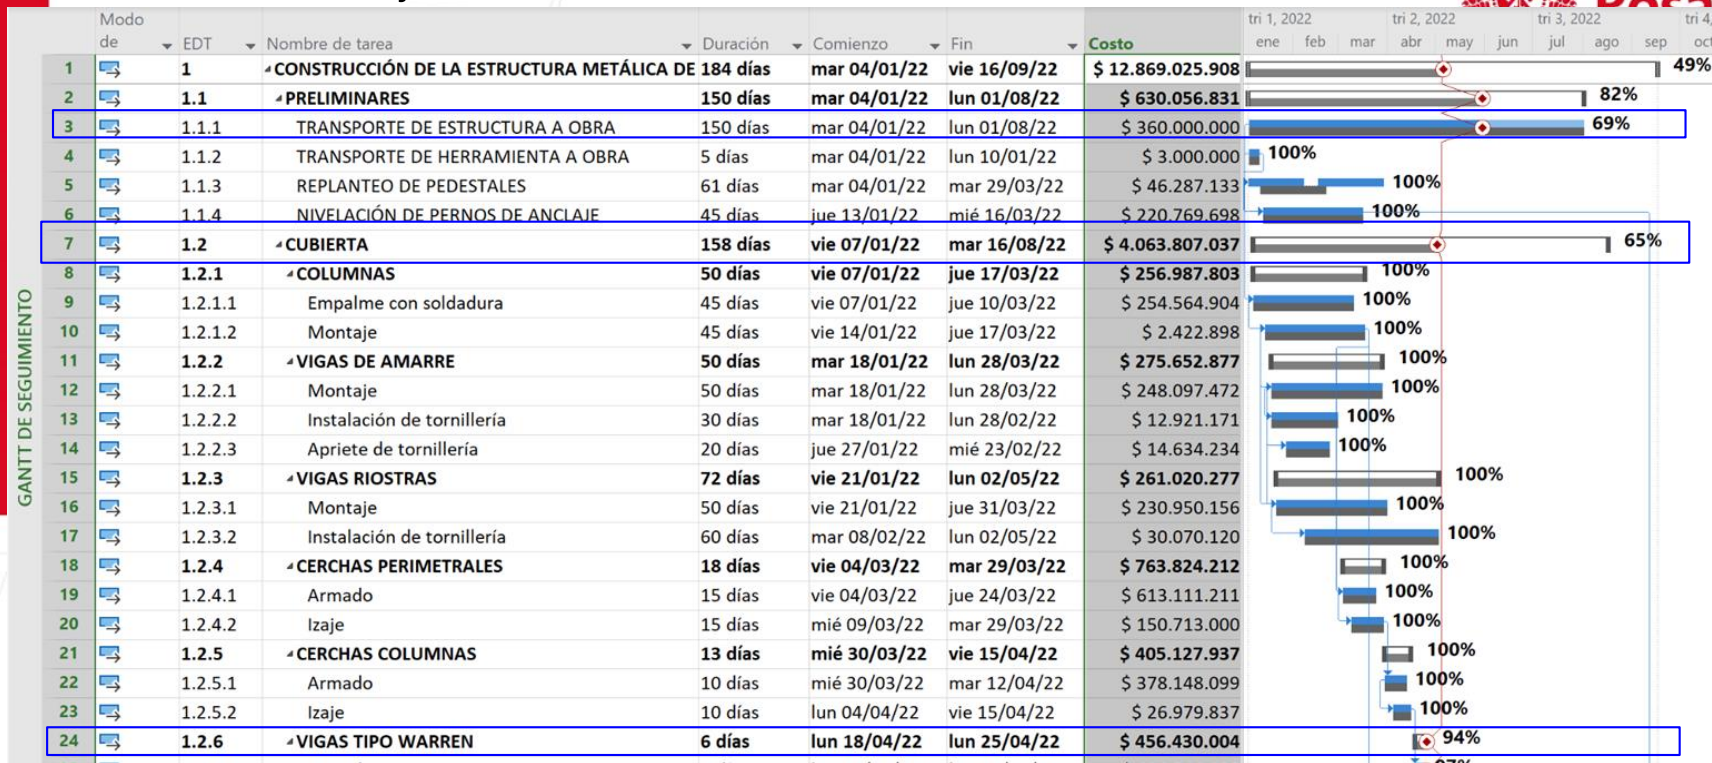 Modo de EDT Nombre de tarea Duración Comienzo Fin Costo
tri 1, 2022 tri 2, 2022 tri 3, 2022 tri 4,
ene feb mar abr may jun jul ago sep oct
GANTT DE SEGUIMIENTO
1 1 CONSTRUCCIÓN DE LA ESTRUCTURA METÁLICA DE 184 días mar 04/01/22 vie 16/09/22 $ 12.869.025.908 49%
2 1.1 PRELIMINARES 150 días mar 04/01/22 lun 01/08/22 $ 630.056.831 82%
3 1.1.1 TRANSPORTE DE ESTRUCTURA A OBRA 150 días mar 04/01/22 lun 01/08/22 $ 360.000.000 69%
4 1.1.2 TRANSPORTE DE HERRAMIENTA A OBRA 5 días mar 04/01/22 lun 10/01/22 $ 3.000.000 100%
5 1.1.3 REPLANTEO DE PEDESTALES 61 días mar 04/01/22 mar 29/03/22 $ 46.287.133 100%
6 1.1.4 NIVELACIÓN DE PERNOS DE ANCLAJE 45 días jue 13/01/22 mié 16/03/22 $ 220.769.698 100%
7 1.2 CUBIERTA 158 días vie 07/01/22 mar 16/08/22 $ 4.063.807.037 65%
8 1.2.1 COLUMNAS 50 días vie 07/01/22 jue 17/03/22 $ 256.987.803 100%
9 1.2.1.1 Empalme con soldadura 45 días vie 07/01/22 jue 10/03/22 $ 254.564.904 100%
10 1.2.1.2 Montaje 45 días vie 14/01/22 jue 17/03/22 $ 2.422.898 100%
11 1.2.2 VIGAS DE AMARRE 50 días mar 18/01/22 lun 28/03/22 $ 275.652.877 100%
12 1.2.2.1 Montaje 50 días mar 18/01/22 lun 28/03/22 $ 248.097.472 100%
13 1.2.2.2 Instalación de tornillería 30 días mar 18/01/22 lun 28/02/22 $ 12.921.171 100%
14 1.2.2.3 Apriete de tornillería 20 días jue 27/01/22 mié 23/02/22 $ 14.634.234 100%
15 1.2.3 VIGAS RIOSTRAS 72 días vie 21/01/22 lun 02/05/22 $ 261.020.277 100%
16 1.2.3.1 Montaje 50 días vie 21/01/22 jue 31/03/22 $ 230.950.156 100%
17 1.2.3.2 Instalación de tornillería 60 días mar 08/02/22 lun 02/05/22 $ 30.070.120 100%
18 1.2.4 CERCHAS PERIMETRALES 18 días vie 04/03/22 mar 29/03/22 $ 763.824.212 100%
19 1.2.4.1 Armado 15 días vie 04/03/22 jue 24/03/22 $ 613.111.211 100%
20 1.2.4.2 Izaje 15 días mié 09/03/22 mar 29/03/22 $ 150.713.000 100%
21 1.2.5 CERCHAS COLUMNAS 13 días mié 30/03/22 vie 15/04/22 $ 405.127.937 100%
22 1.2.5.1 Armado 10 días mié 30/03/22 mar 12/04/22 $ 378.148.099 100%
23 1.2.5.2 Izaje 10 días lun 04/04/22 vie 15/04/22 $ 26.979.837 100%
24 1.2.6 VIGAS TIPO WARREN 6 días lun 18/04/22 lun 25/04/22 $ 456.430.004 94%